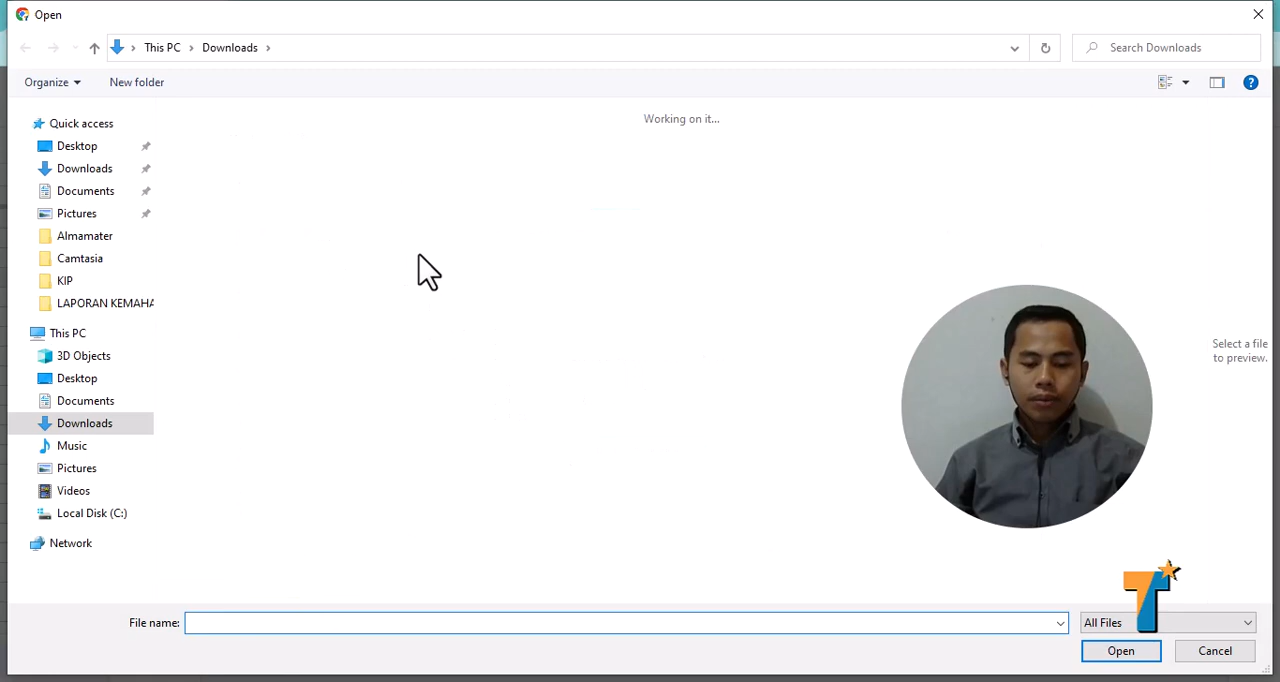 Open
This PC
Downloads
Search Downloads
Organize
New folder
Working on it...
Quick access
Desktop
Downloads
Documents
Pictures
Almamater
Camtasia
KIP
LAPORAN KEMAHA
This PC
3D Objects
Desktop
Documents
Downloads
Music
Pictures
Videos
Local Disk (C:)
Network
Select a file
to preview.
File name:
All Files
T
Open
Cancel